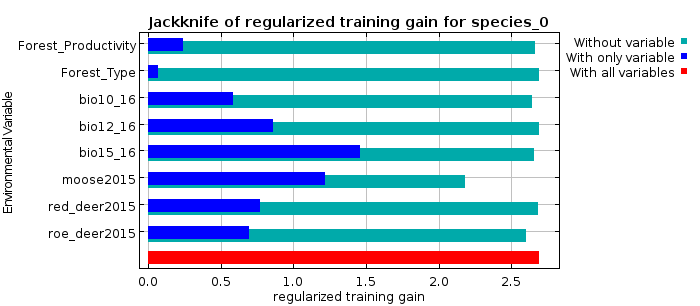 Jackknife of regularized training gain for species_0
Environmental Variable
Forest_Productivity
Forest_Type
bio10_16
bio12_16
bio15_16
moose2015
red_deer2015
roe_deer2015
0.0 0.5 1.0 1.5 2.0 2.5
regularized training gain
Without variable
With only variable
With all variables